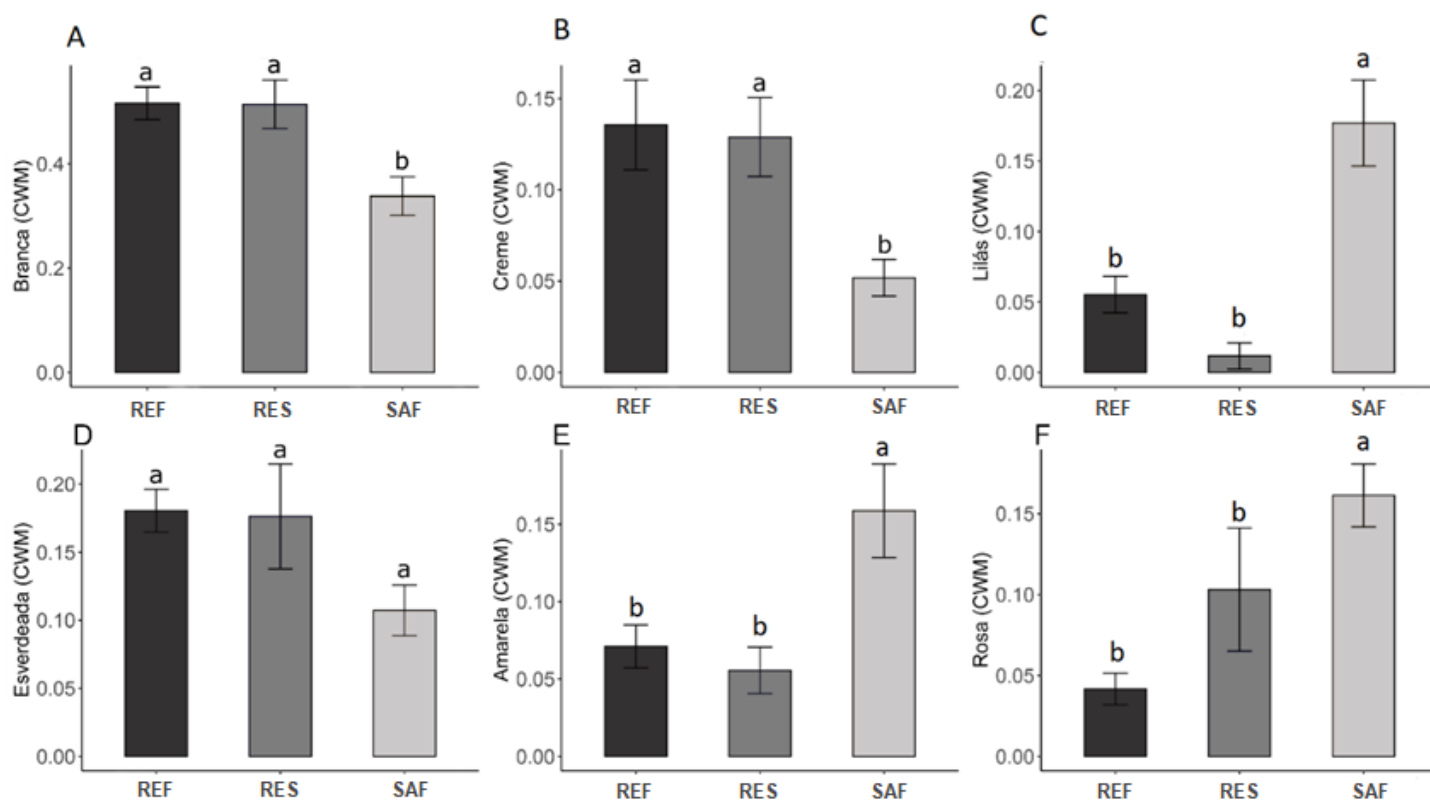 A
Branca (CWM)
0.4
0.2
0.0
a a b
REF RES SAF
B
Creme (CWM)
0.15
0.10
0.05
0.00
a a b
REF RES SAF
C
Lilás (CWM)
0.20
0.15
0.10
0.05
0.00
b b a
REF RES SAF
D
Esverdeada (CWM)
0.20
0.15
0.10
0.05
0.00
a a a
REF RES SAF
E
Amarela (CWM)
0.15
0.10
0.05
0.00
b b a
REF RES SAF
F
Rosa (CWM)
0.15
0.10
0.05
0.00
b b a
REF RES SAF